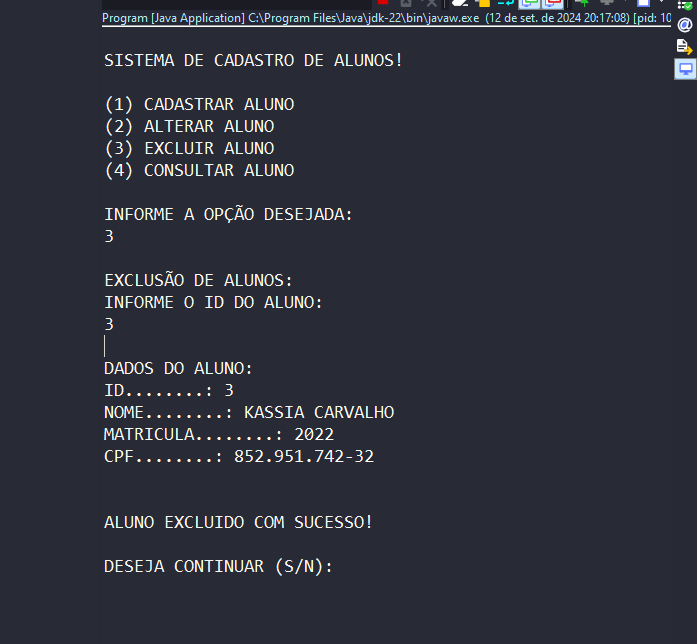 Program [Java Application] C:\Program Files\Java\jdk-22\bin\javaw.exe (12 de set. de 2024 20:17:08) [pid: 10
SISTEMA DE CADASTRO DE ALUNOS!
(1) CADASTRAR ALUNO
(2) ALTERAR ALUNO
(3) EXCLUIR ALUNO
(4) CONSULTAR ALUNO
INFORME A OPÇÃO DESEJADA:
3
EXCLUSÃO DE ALUNOS:
INFORME O ID DO ALUNO:
3
DADOS DO ALUNO:
ID........: 3
NOME........: KASSIA CARVALHO
MATRICULA........: 2022
CPF........: 852.951.742-32
ALUNO EXCLUIDO COM SUCESSO!
DESEJA CONTINUAR (S/N):